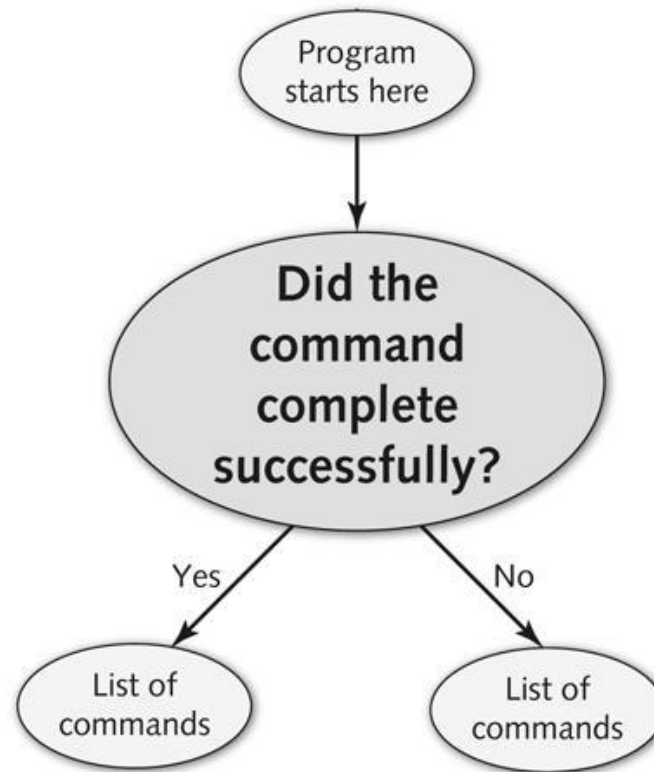 Program
starts here
Did the
command
complete
successfully?
Yes
No
List of
commands
List of
commands